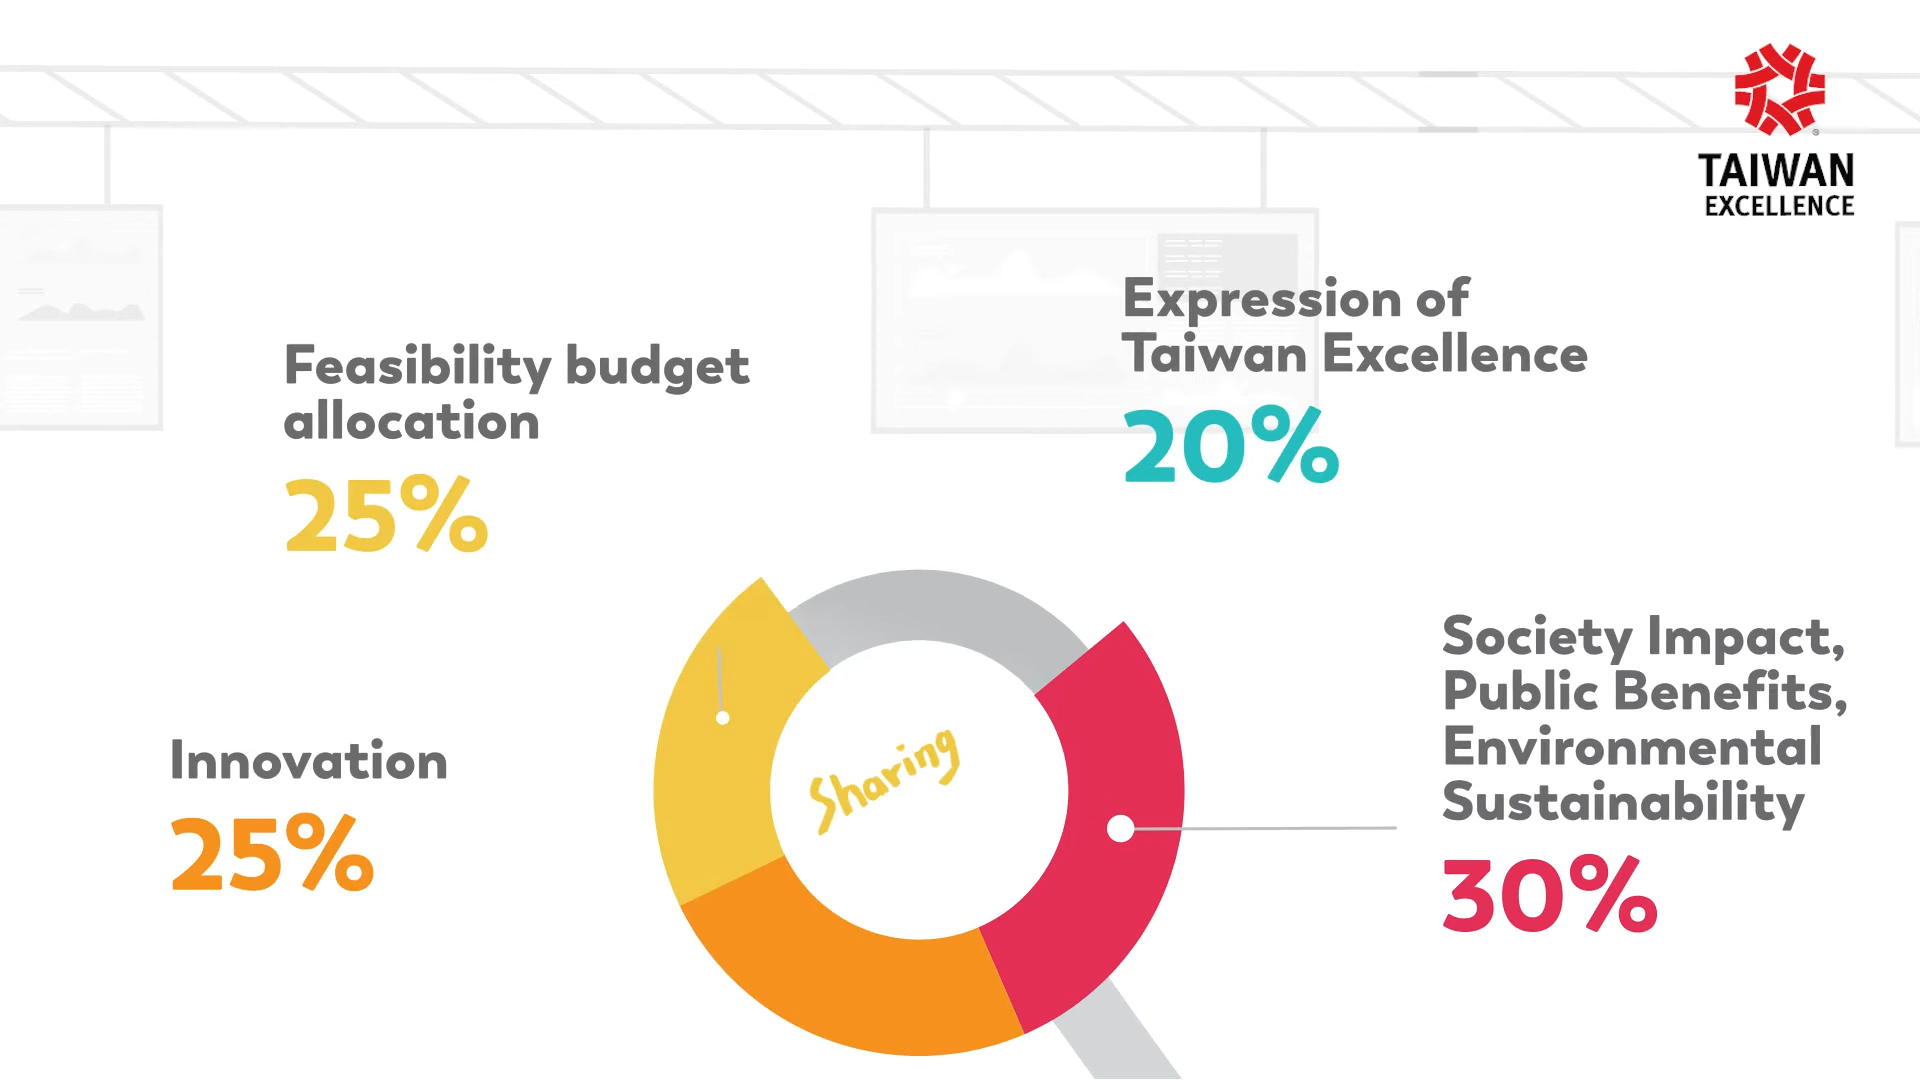 TAIWAN
EXCELLENCE
Expression of
Taiwan Excellence
20%
Feasibility budget
allocation
25%
Society Impact,
Public Benefits,
Environmental
Sustainability
30%
Innovation
25%
Sharing